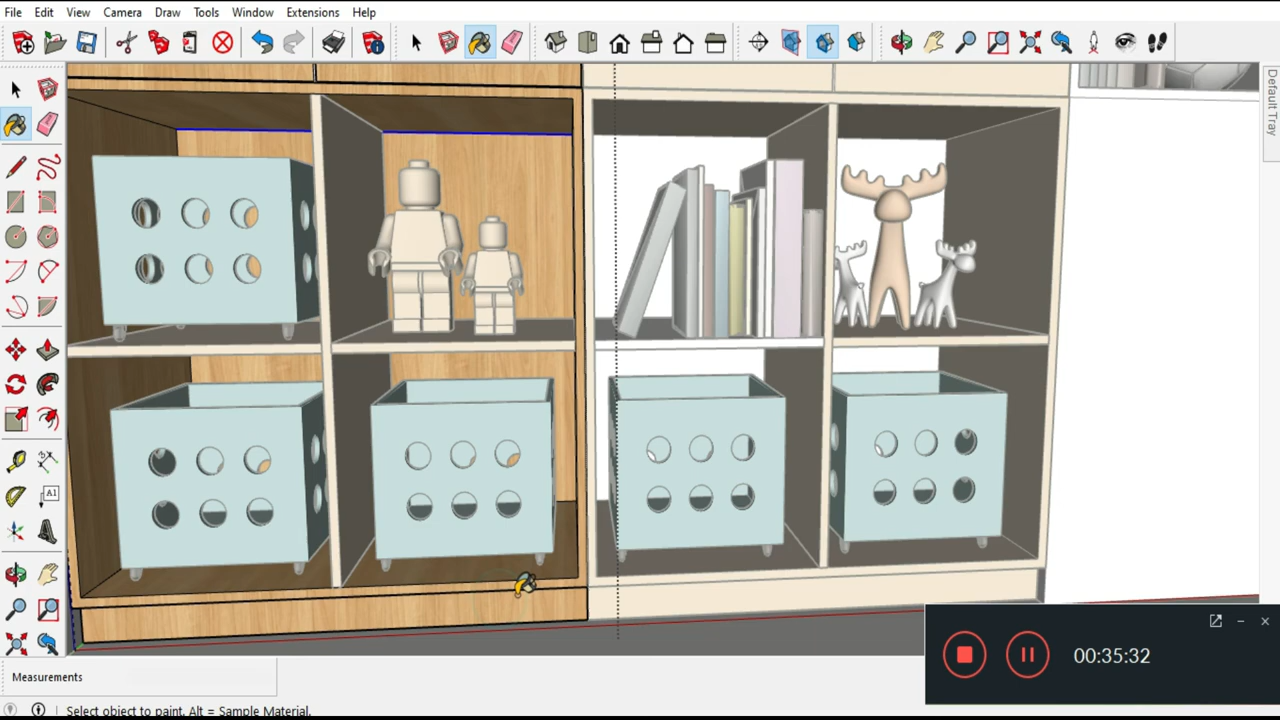 File Edit View Camera Draw Tools Window Extensions Help
Default Tray
A1
00:35:32
Measurements
Select object to paint. Alt = Sample Material.